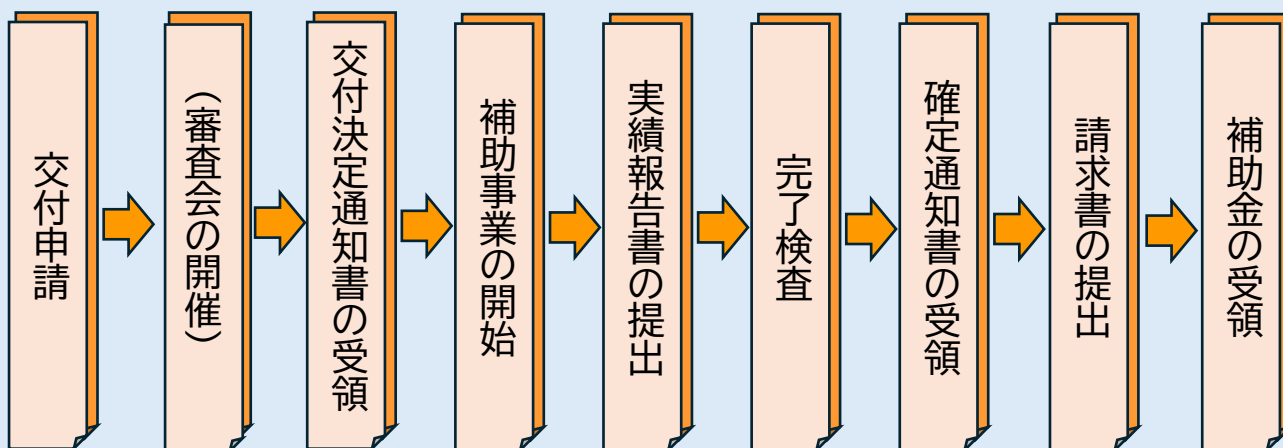 交付申請
（審査会の開催）
交付決定通知書の受領
補助事業の開始
実績報告書の提出
完了検査
確定通知書の受領
請求書の提出
補助金の受領